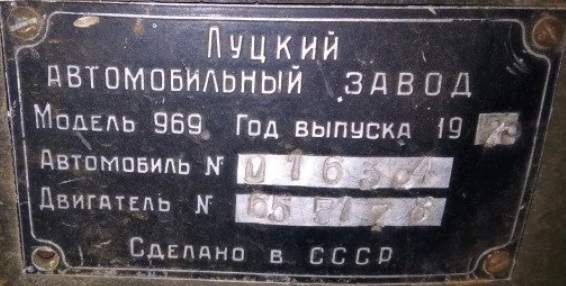 ЛУЦКИЙ
АВТОМОБИЛЬНЫЙ ЗАВОД
МОДЕЛЬ 969 ГОД ВЫПУСКА 19
АВТОМОБИЛЬ №
ДВИГАТЕЛЬ №
СДЕЛАНО В СССР